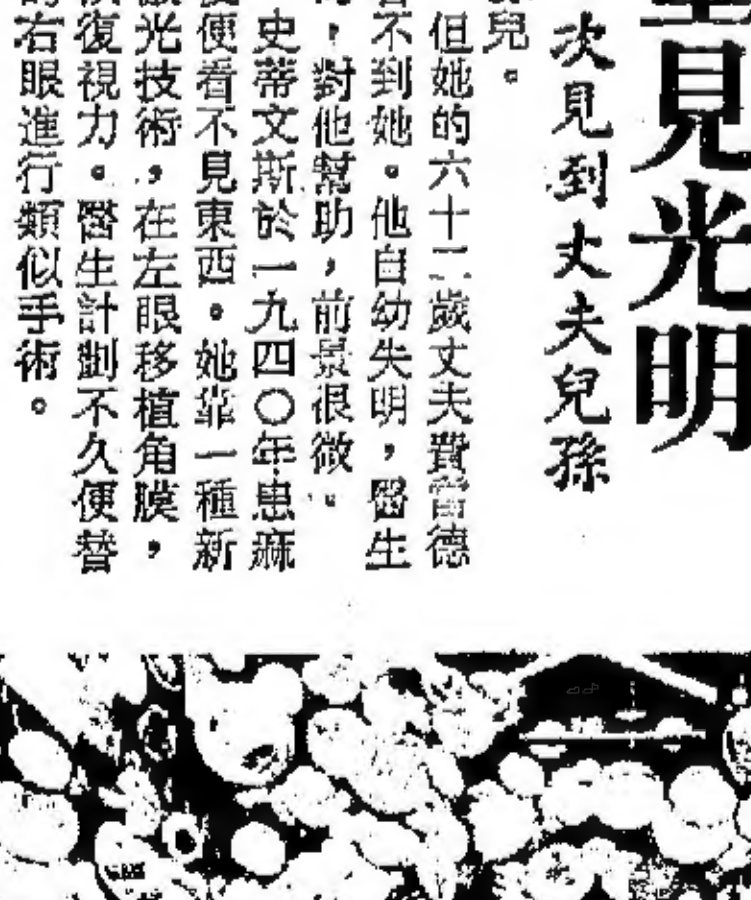 見光明
次見到丈夫兒孫
兒。
但她的六十二歲丈夫費當德
不到她。他自幼失明，醫生
，對他幫助，前景很微。
史蒂文斯於一九四〇年患麻
便看不見東西。她靠一種新
光技術，在左眼移植角膜，
復視力。醫生計劃不久便替
右眼進行類似手術。